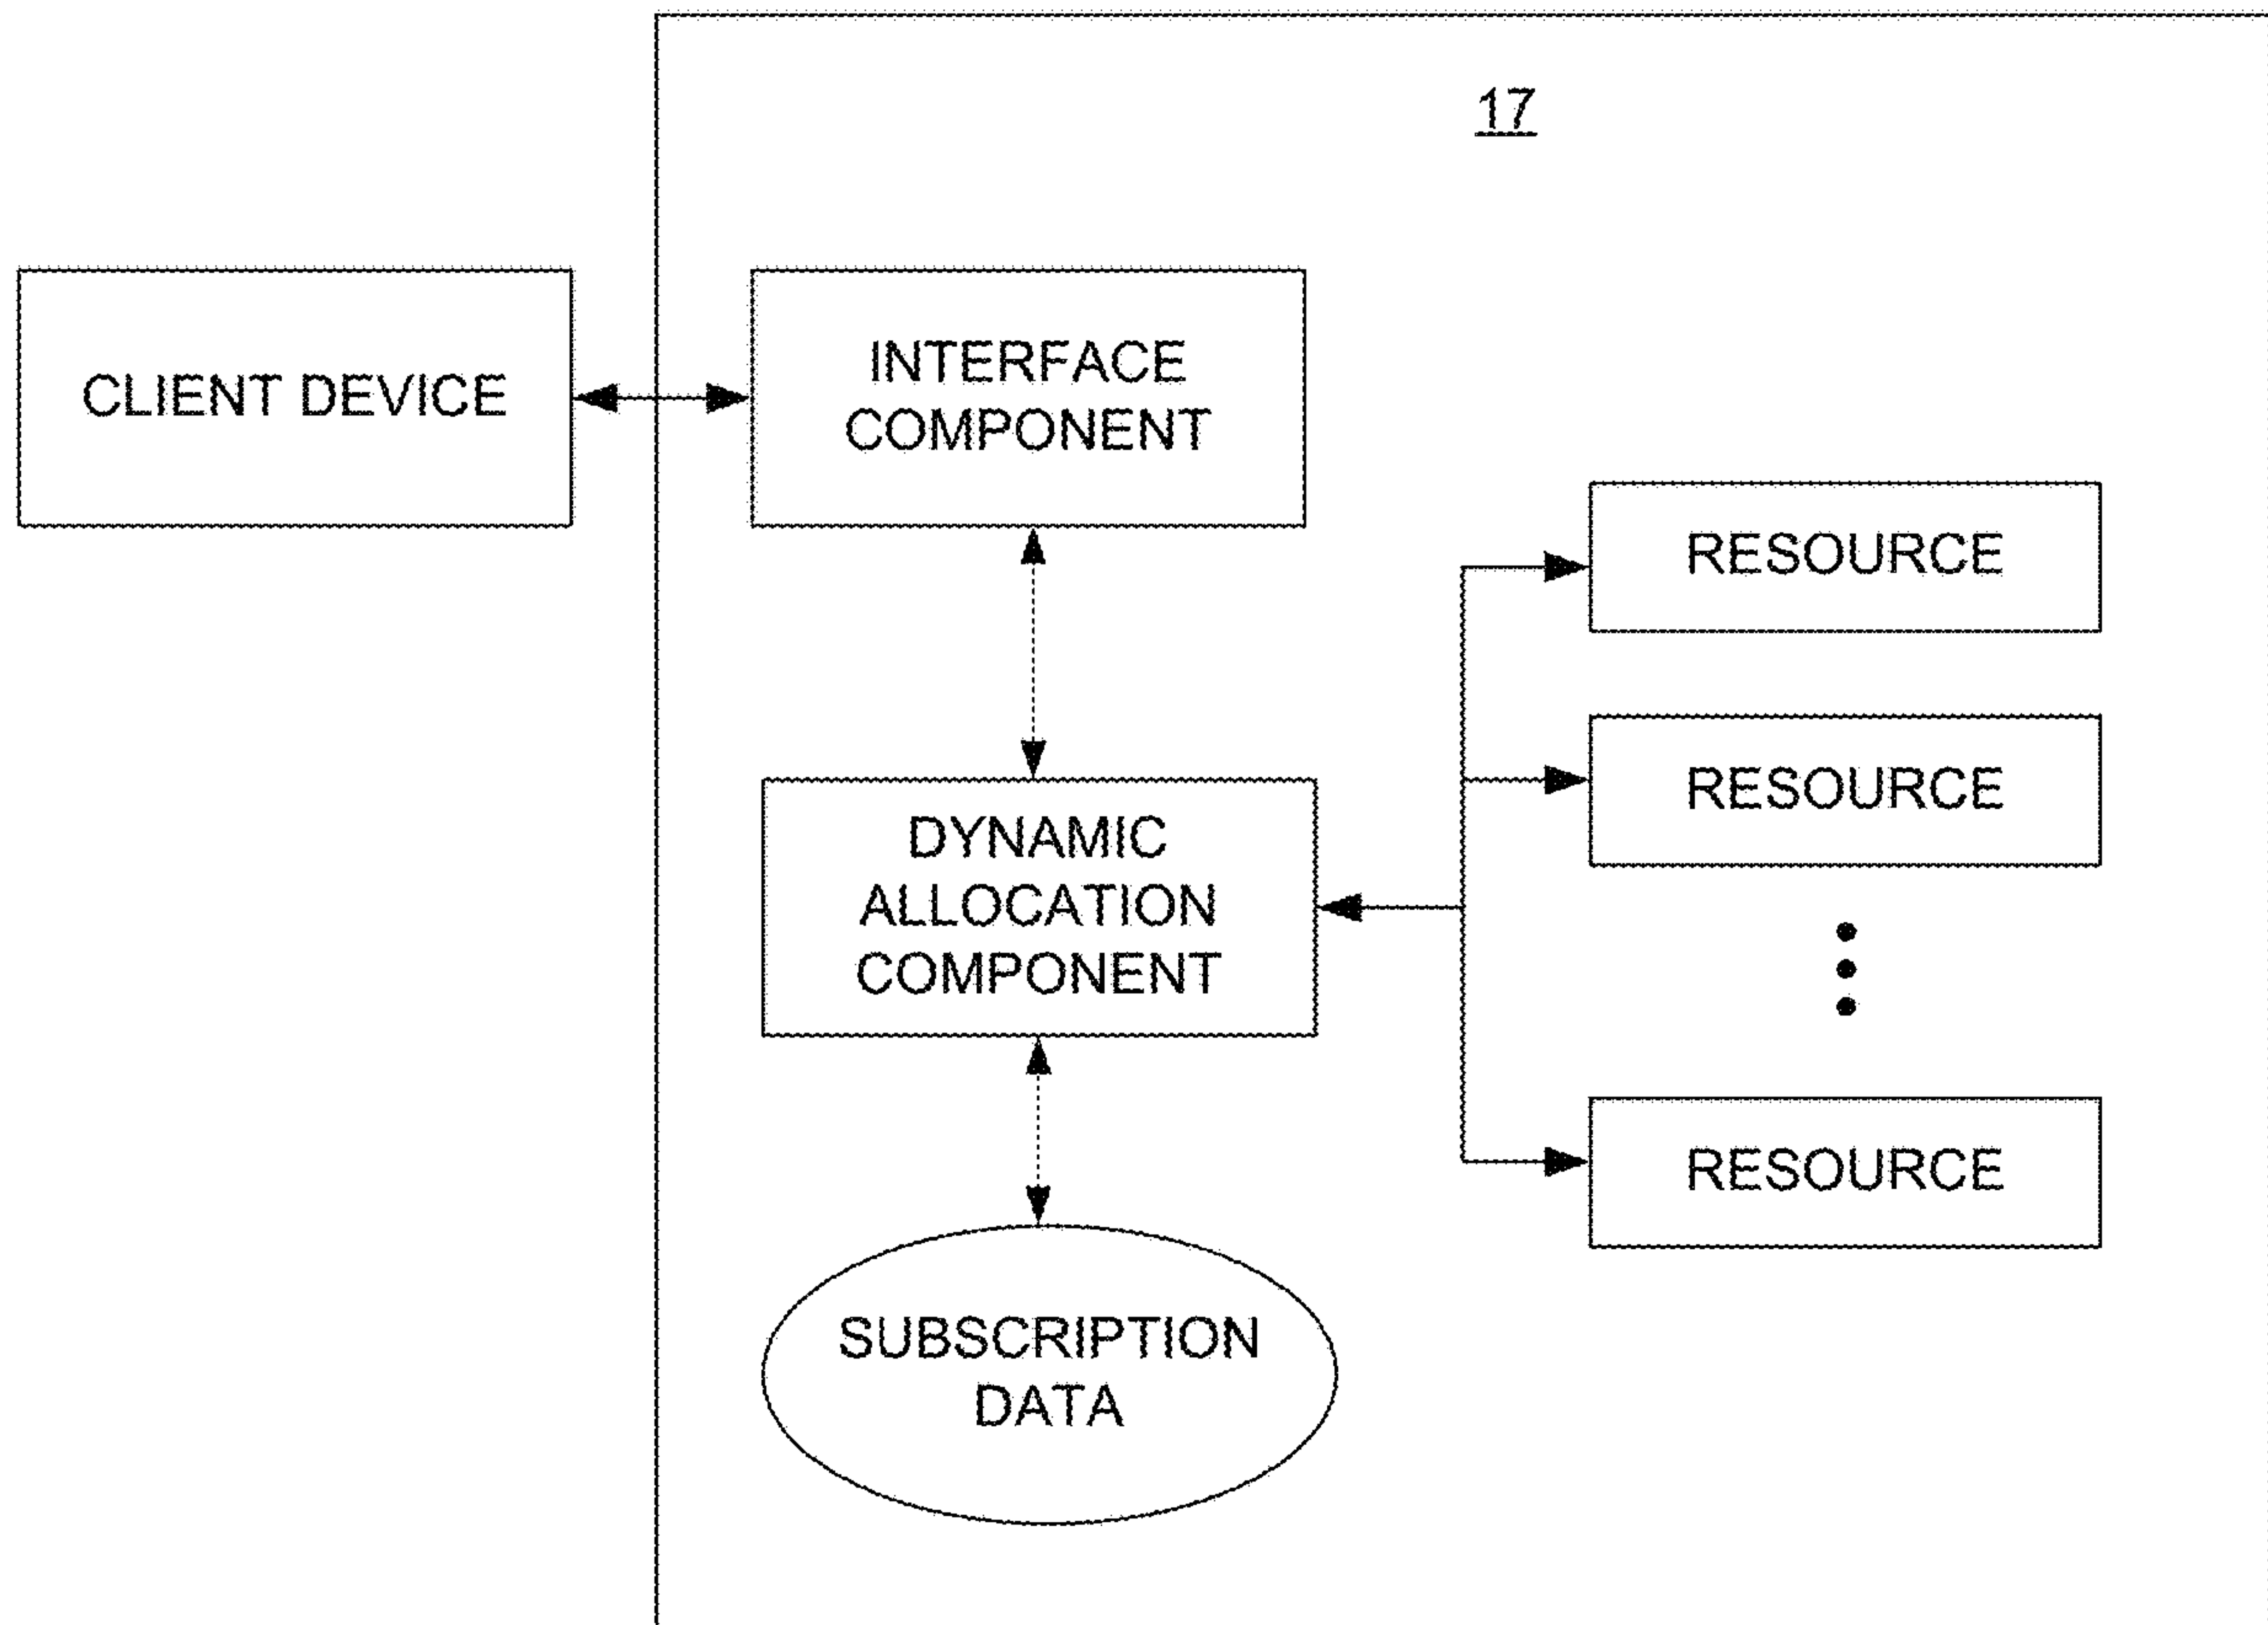 17
CLIENT DEVICE
INTERFACE
COMPONENT
RESOURCE
RESOURCE
DYNAMIC
ALLOCATION
COMPONENT
RESOURCE
SUBSCRIPTION
DATA